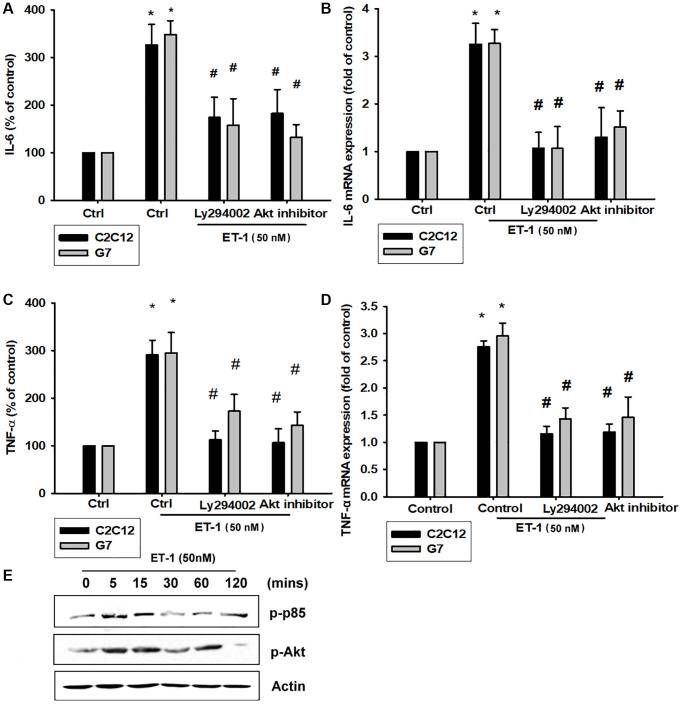 A
IL-6 (% of control)
400
300
200
100
0
*
*
#
#
#
#
Ctrl
Ctrl
Ly294002
Akt inhibitor
ET-1 (50 nM)
C2C12
G7
B
IL-6 mRNA expression (fold of control)
4
3
2
1
0
*
*
#
#
#
#
Ctrl
Ctrl
Ly294002
Akt inhibitor
ET-1 (50 nM)
C2C12
G7
C
TNF-α (% of control)
400
300
200
100
0
*
*
#
#
#
#
Ctrl
Ctrl
Ly294002
Akt inhibitor
ET-1 (50 nM)
C2C12
G7
D
TNF-α mRNA expression (fold of control)
3.5
3.0
2.5
2.0
1.5
1.0
0.5
0.0
*
*
#
#
#
#
Control
Control
Ly294002
Akt inhibitor
ET-1 (50 nM)
C2C12
G7
E
ET-1 (50nM)
0 5 15 30 60 120 (mins)
p-p85
p-Akt
Actin